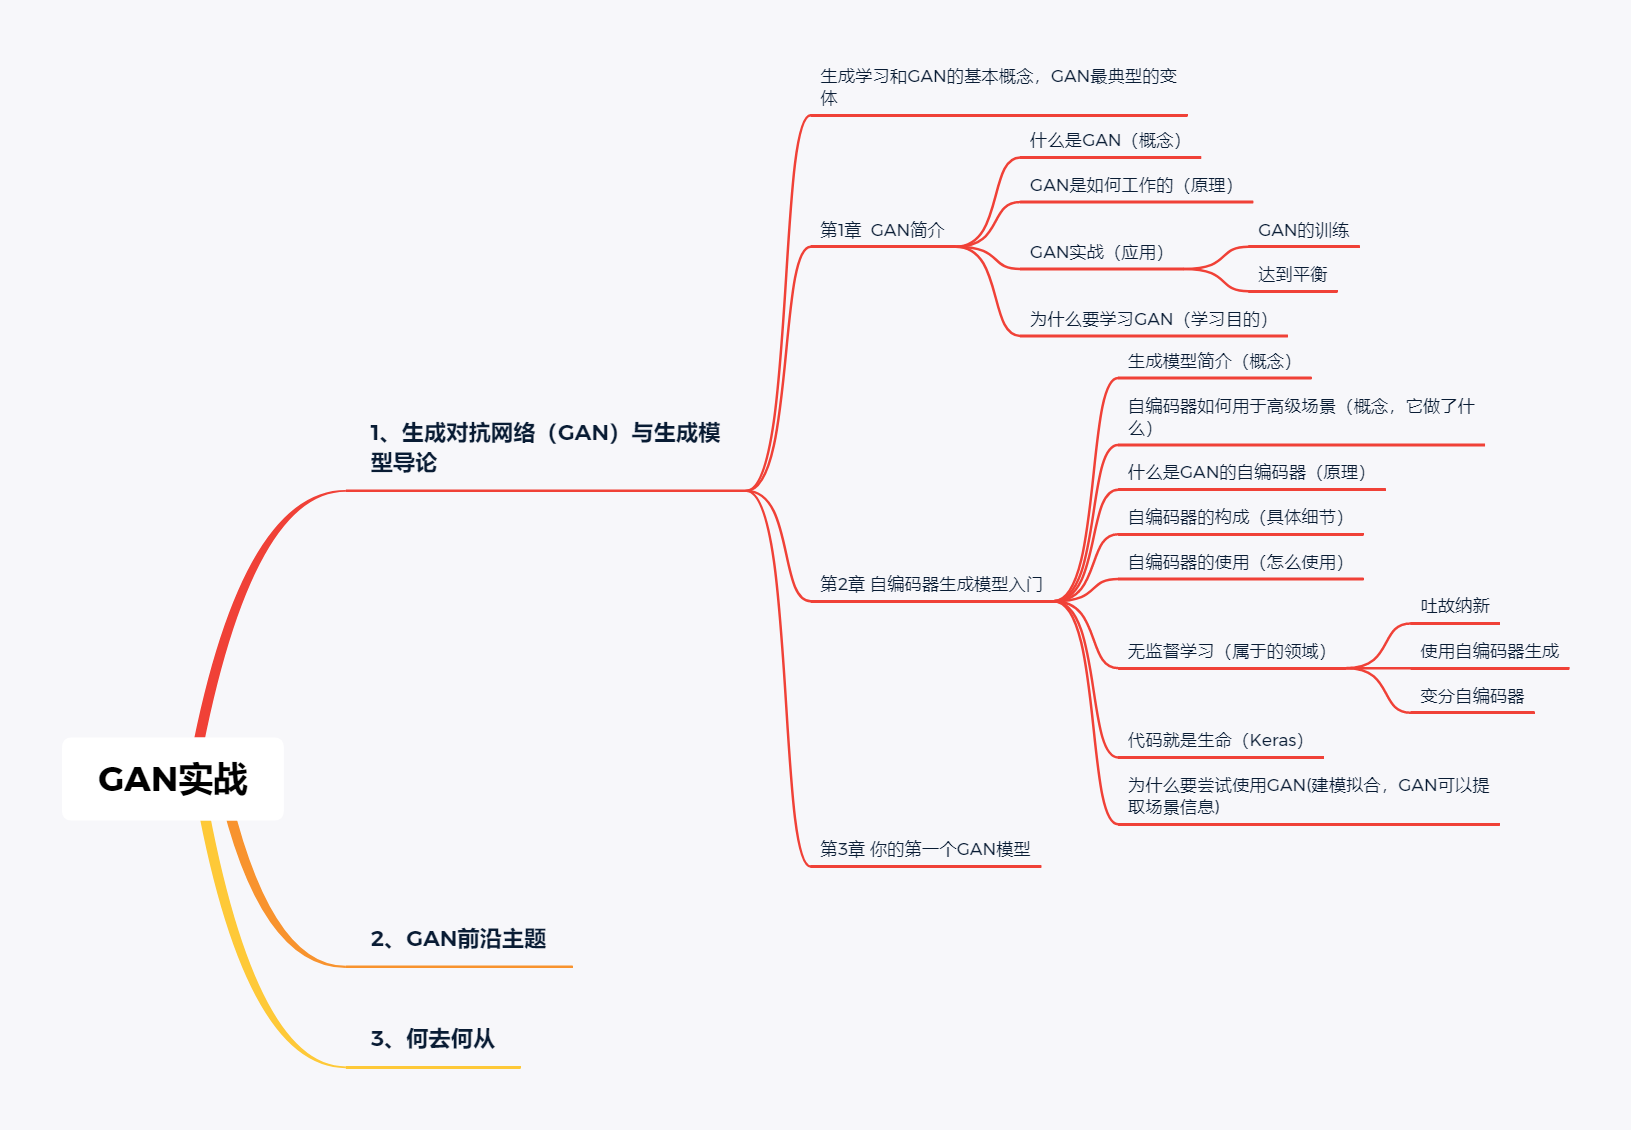 GAN实战
1、生成对抗网络（GAN）与生成模
型导论
生成学习和GAN的基本概念，GAN最典型的变
体
第1章  GAN简介
什么是GAN（概念）
GAN是如何工作的（原理）
GAN实战（应用）
GAN的训练
达到平衡
为什么要学习GAN（学习目的）
第2章 自编码器生成模型入门
生成模型简介（概念）
自编码器如何用于高级场景（概念，它做了什
么）
什么是GAN的自编码器（原理）
自编码器的构成（具体细节）
自编码器的使用（怎么使用）
无监督学习（属于的领域）
吐故纳新
使用自编码器生成
变分自编码器
代码就是生命（Keras）
为什么要尝试使用GAN(建模拟合，GAN可以提
取场景信息)
第3章 你的第一个GAN模型
2、GAN前沿主题
3、何去何从